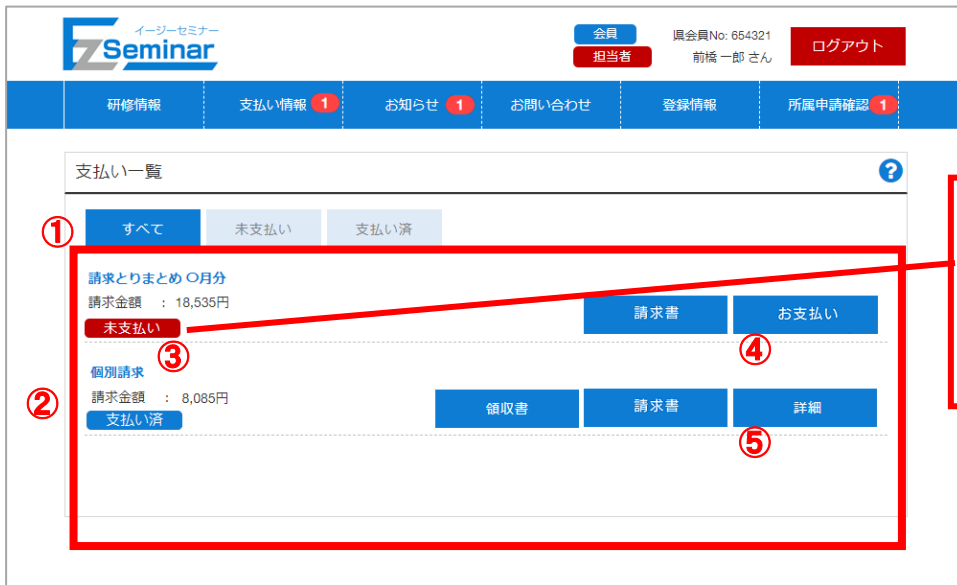 イージーセミナー
EZ Seminar
会員
担当者
県会員No: 654321
前橋 一郎 さん
ログアウト
研修情報
支払い情報 1
お知らせ 1
お問い合わせ
登録情報
所属申請確認 1
支払い一覧
?
①
すべて
未支払い
支払い済
請求とりまとめ 〇月分
請求金額 : 18,535円
未支払い
③
請求書
お支払い
④
個別請求
②
請求金額 : 8,085円
支払い済
領収書
請求書
詳細
⑤